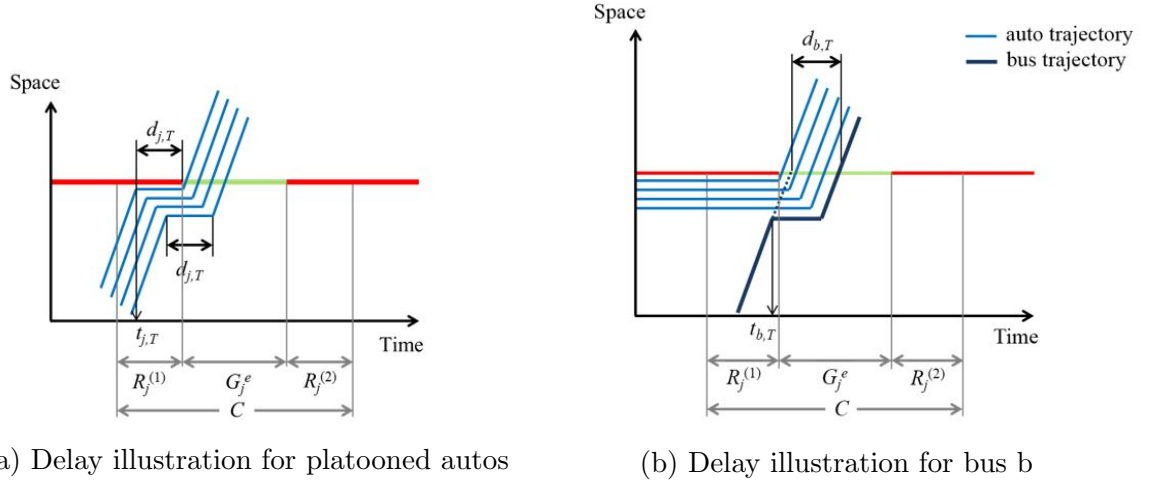 Space
d_{j,T}
d_{j,T}
t_{j,T}
Time
R_j^{(1)}
G_j^e
R_j^{(2)}
C
a) Delay illustration for platooned autos
Space
d_{b,T}
auto trajectory
bus trajectory
t_{b,T}
Time
R_j^{(1)}
G_j^e
R_j^{(2)}
C
(b) Delay illustration for bus b